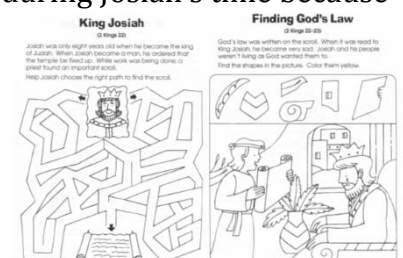 during Josiah's time because
King Josiah
(2 Kings 22)
Josiah was only eight years old when he became the king
of Judah. When Josiah became a man, he ordered that
the temple be fixed up. While work was being done, a
priest found an important scroll.
Help Josiah choose the right path to find the scroll.
Finding God's Law
(2 Kings 22-23)
God's law was written on the scroll. When it was read to
King Josiah, he became very sad. Josiah and his people
weren't living as God wanted them to.
Find the shapes in the picture. Color them yellow.